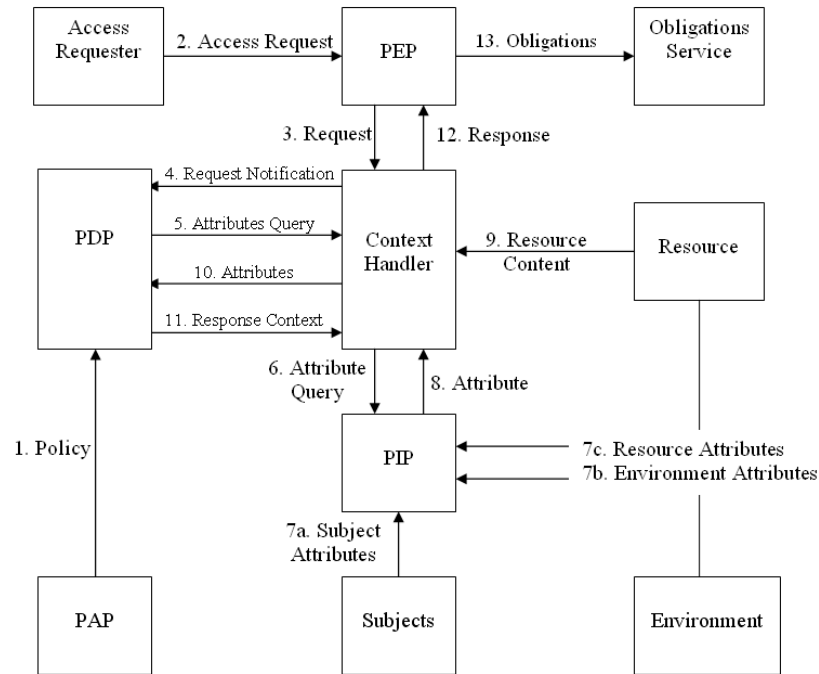 Access
Requester
2. Access Request
PEP
13. Obligations
Obligations
Service
3. Request
12. Response
4. Request Notification
PDP
5. Attributes Query
Context
Handler
9. Resource
Content
Resource
10. Attributes
11. Response Context
6. Attribute
Query
8. Attribute
1. Policy
PIP
7c. Resource Attributes
7b. Environment Attributes
7a. Subject
Attributes
PAP
Subjects
Environment